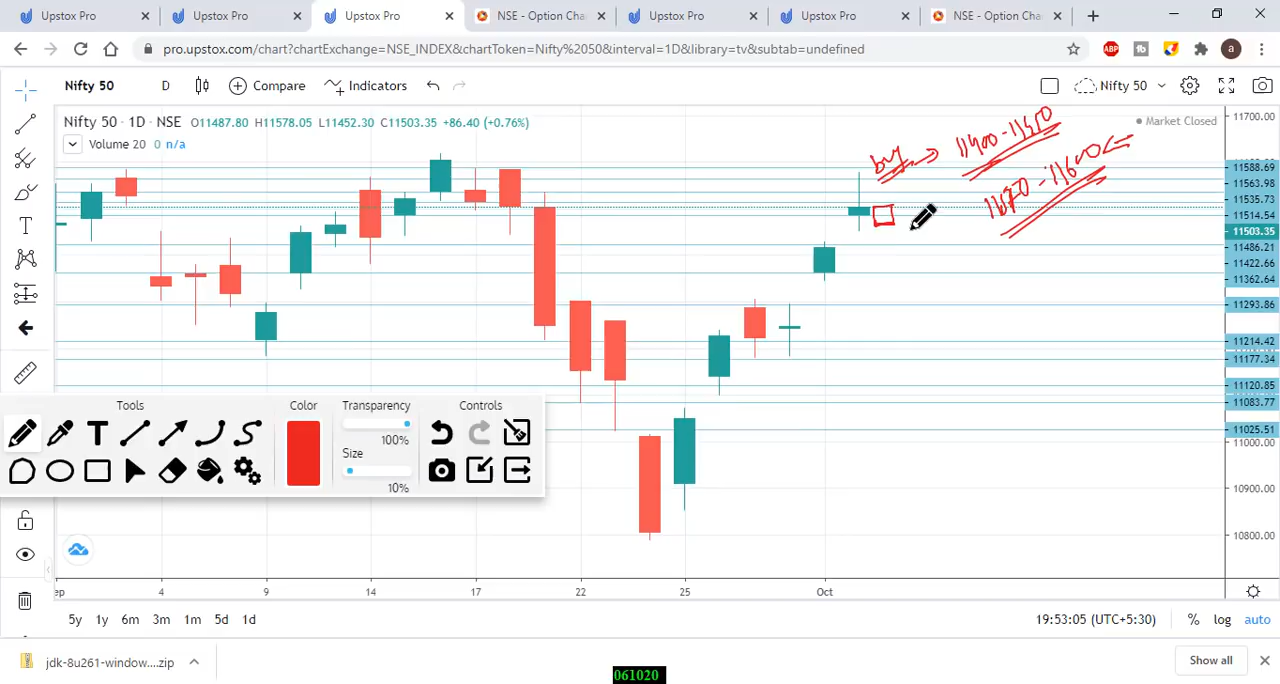 Upstox Pro
Upstox Pro
Upstox Pro
NSE - Option Cha
Upstox Pro
Upstox Pro
NSE - Option Cha
pro.upstox.com/chart?chartExchange=NSE_INDEX&chartToken=Nifty%2050&interval=1D&library=tv&subtab=undefined
ABP
a
Nifty 50
D
Compare
Indicators
Nifty 50
Nifty 50 · 1D · NSE O11487.80 H11578.05 L11452.30 C11503.35 +86.40 (+0.76%)
Volume 20 0 n/a
Market Closed
buy → 11400-11450
11570 - 11600
11700.00
11588.69
11563.98
11535.73
11514.54
11503.35
11486.21
11422.66
11362.64
11293.86
11214.42
11177.34
11120.85
11083.77
11025.51
11000.00
10900.00
10800.00
Tools
Color
Transparency
Controls
100%
Size
10%
T
ep
4
9
14
17
22
25
Oct
5y
1y
6m
3m
1m
5d
1d
19:53:05 (UTC+5:30)
%
log
auto
jdk-8u261-window....zip
Show all
061020